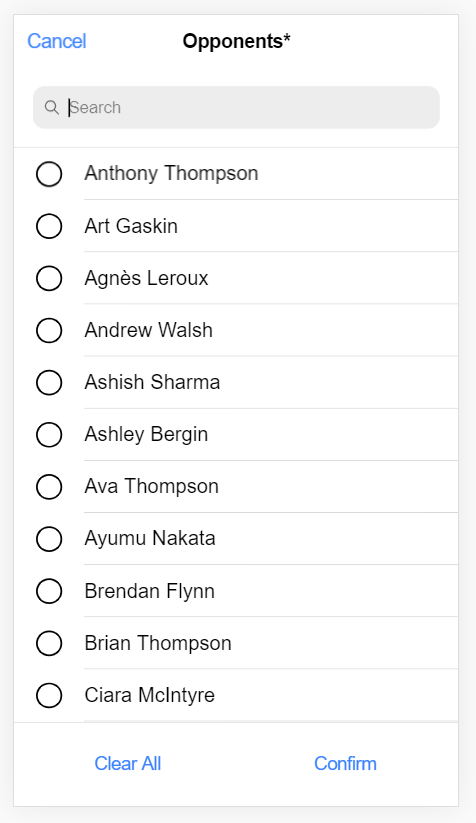 Cancel Opponents*
Search
Anthony Thompson
Art Gaskin
Agnès Leroux
Andrew Walsh
Ashish Sharma
Ashley Bergin
Ava Thompson
Ayumu Nakata
Brendan Flynn
Brian Thompson
Ciara McIntyre
Clear All Confirm